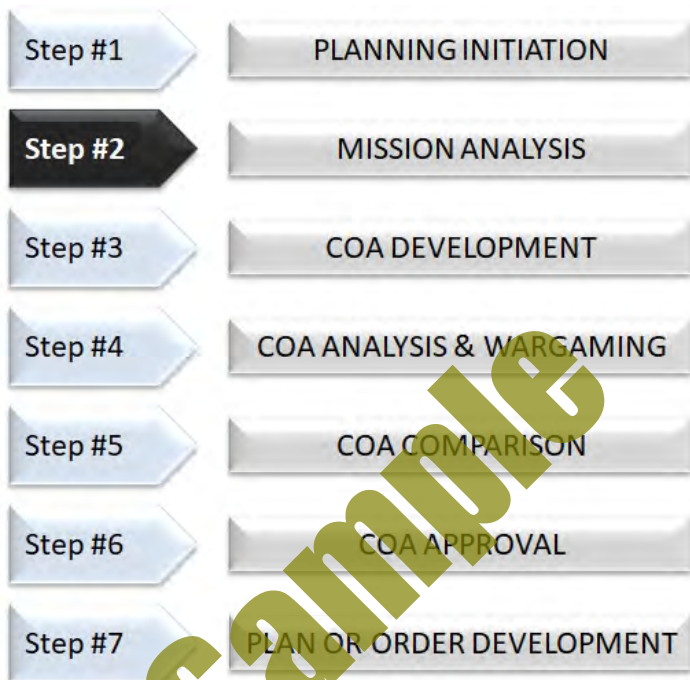 Step #1 PLANNING INITIATION
Step #2 MISSION ANALYSIS
Step #3 COA DEVELOPMENT
Step #4 COA ANALYSIS & WARGAMING
Step #5 COA COMPARISON
Step #6 COA APPROVAL
Step #7 PLAN OR ORDER DEVELOPMENT
Sample